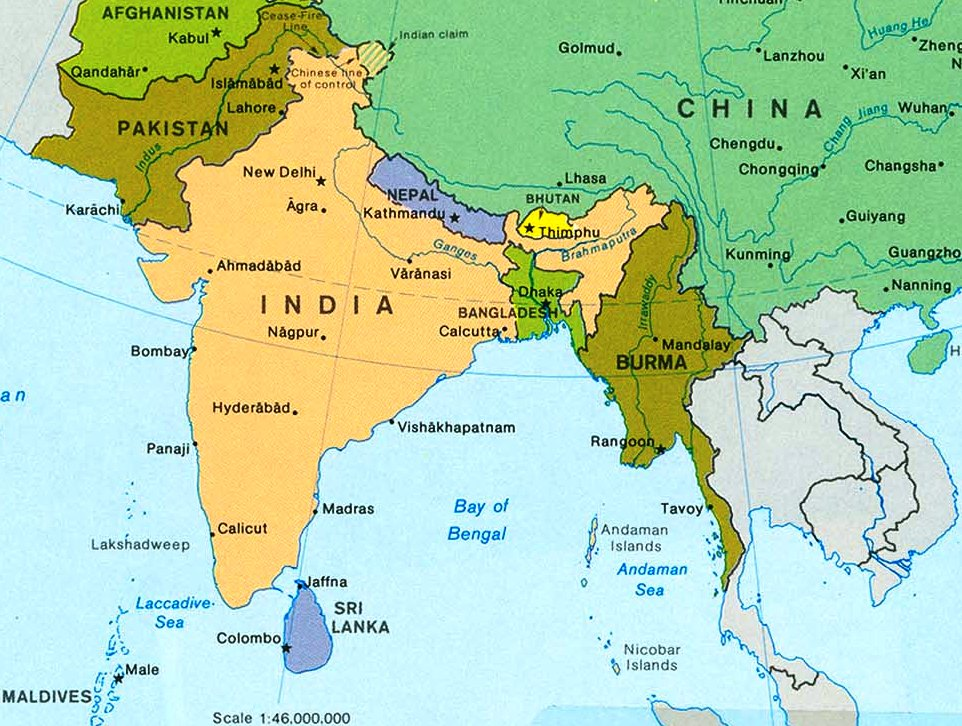 AFGHANISTAN
Kabul
Cease-Fire
Line
Indian claim
Golmud
Huang He
Lanzhou
Zheng
Qandahār
Islāmābād
Chinese line
of control
Xi'an
N
Lahore
CHINA
Chang Jiang
Wuhan
PAKISTAN
Chengdu
Indus
Chongqing
Changsha
New Delhi
NEPAL
Lhasa
Karāchi
Āgra
Kathmandu
BHUTAN
Thimphu
Guiyang
Ganges
Brahmaputra
Kunming
Guangzho
Ahmadābād
Vārānasi
Nanning
INDIA
Dhaka
Irrawaddy
BANGLADESH
Nāgpur
Calcutta
Mandalay
Bombay
BURMA
H
an
Hyderābād
Vishākhapatnam
Panaji
Rangoon
Madras
Bay of
Bengal
Tavoy
Calicut
Lakshadweep
Andaman
Islands
Andaman
Sea
Jaffna
Laccadive
Sea
SRI
LANKA
Colombo
Nicobar
Islands
Male
MALDIVES
Scale 1:46,000,000